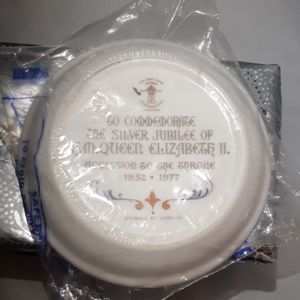 TO COMMEMORATE
THE SILVER JUBILEE OF
H.M. QUEEN ELIZABETH II.
ACCESSION TO THE THRONE
1952 • 1977